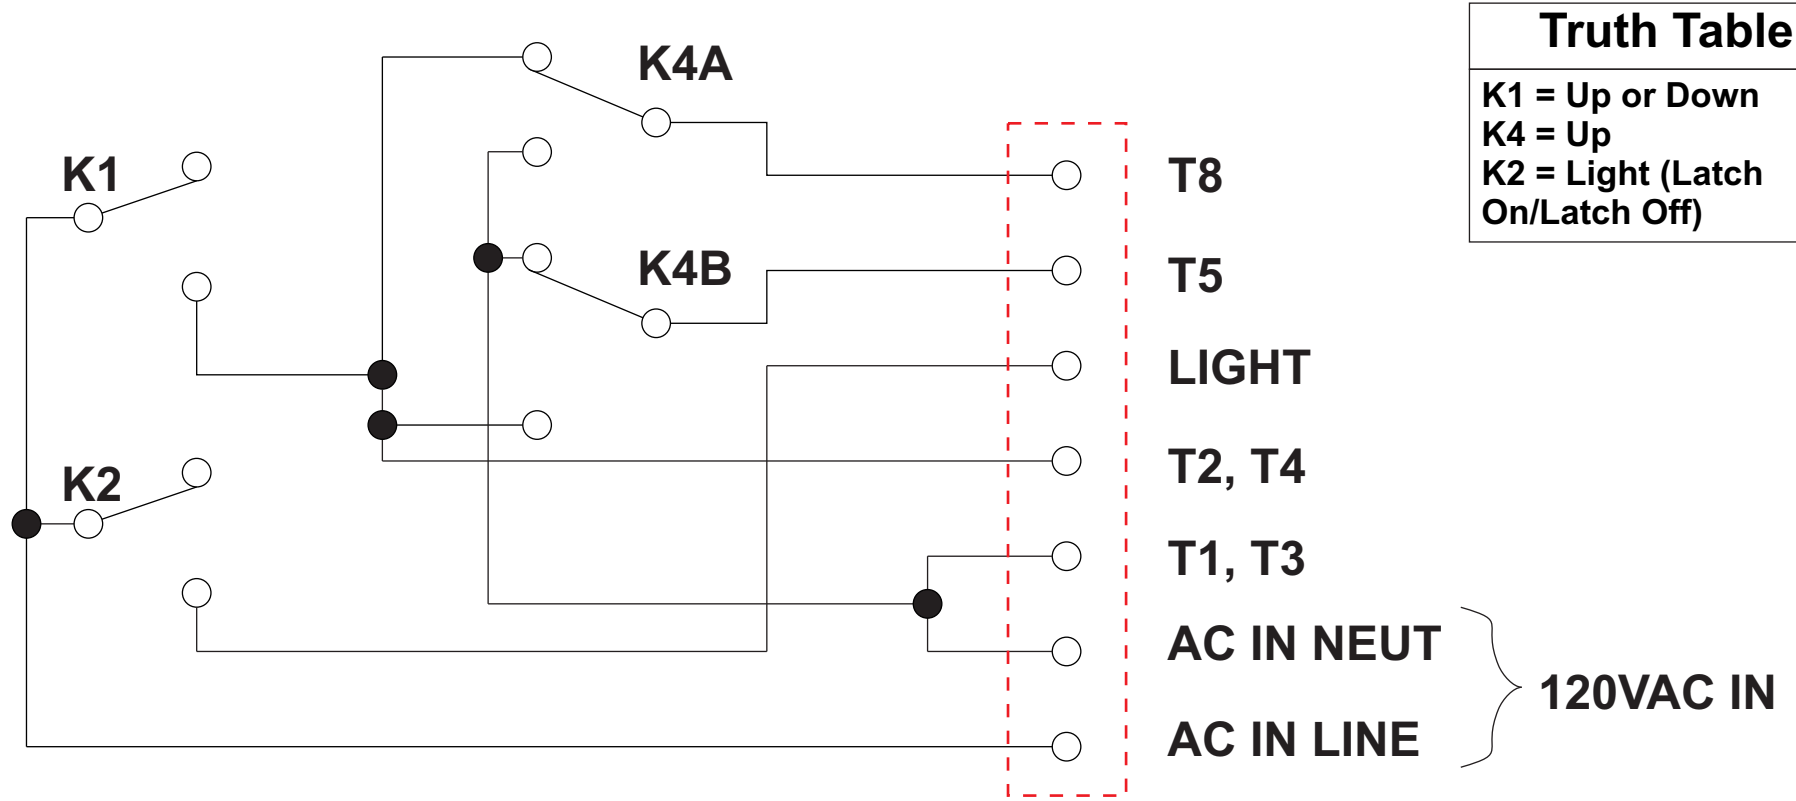 Truth Table
K1 = Up or Down
K4 = Up
K2 = Light (Latch
On/Latch Off)
K4A
K1
T8
K4B
T5
LIGHT
K2
T2, T4
T1, T3
AC IN NEUT
120VAC IN
AC IN LINE